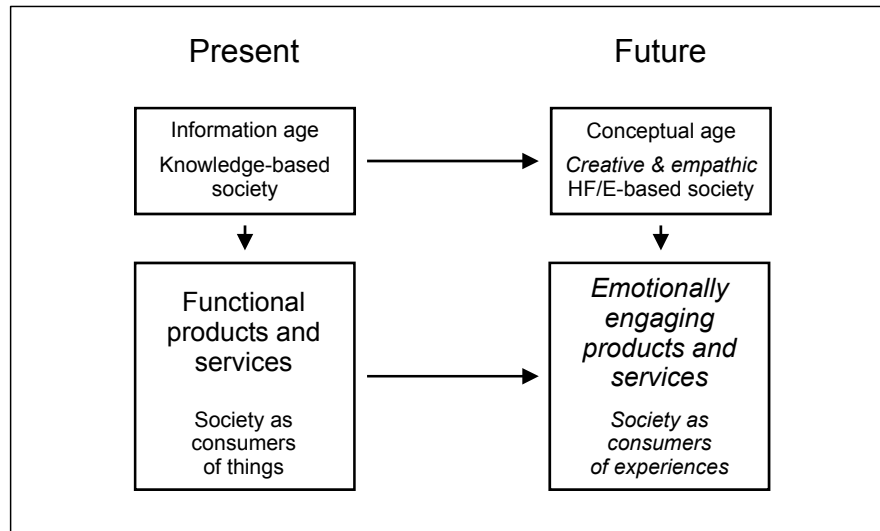 Present
Future
Information age
Knowledge-based
society
Conceptual age
Creative & empathic
HF/E-based society
Functional
products and
services
Society as
consumers
of things
Emotionally
engaging
products and
services
Society as
consumers
of experiences